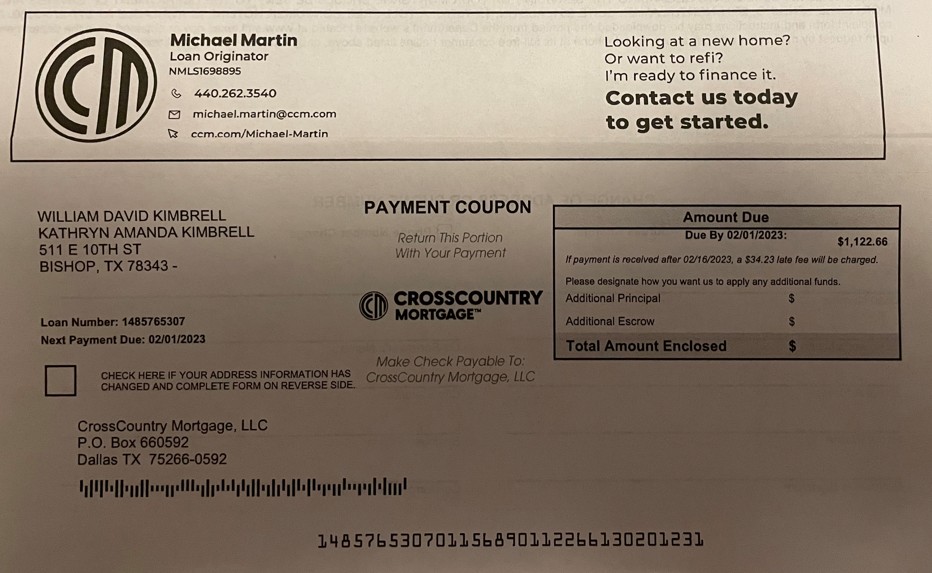 CCM
Michael Martin
Loan Originator
NMLS1698895
440.262.3540
michael.martin@ccm.com
ccm.com/Michael-Martin
Looking at a new home?
Or want to refi?
I'm ready to finance it.
Contact us today
to get started.
WILLIAM DAVID KIMBRELL
KATHRYN AMANDA KIMBRELL
511 E 10TH ST
BISHOP, TX 78343 -
Loan Number: 1485765307
Next Payment Due: 02/01/2023
CHECK HERE IF YOUR ADDRESS INFORMATION HAS
CHANGED AND COMPLETE FORM ON REVERSE SIDE.
PAYMENT COUPON
Return This Portion
With Your Payment
CROSSCOUNTRY
MORTGAGE™
Make Check Payable To:
CrossCountry Mortgage, LLC
Amount Due
Due By 02/01/2023: $1,122.66
If payment is received after 02/16/2023, a $34.23 late fee will be charged.
Please designate how you want us to apply any additional funds.
Additional Principal $
Additional Escrow $
Total Amount Enclosed $
CrossCountry Mortgage, LLC
P.O. Box 660592
Dallas TX 75266-0592
148576530701156890112266130201231